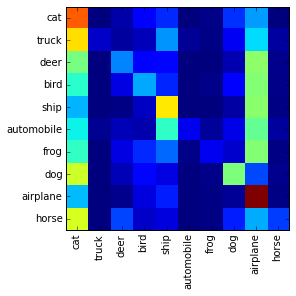 cat
truck
deer
bird
ship
automobile
frog
dog
airplane
horse
cat
truck
deer
bird
ship
automobile
frog
dog
airplane
horse